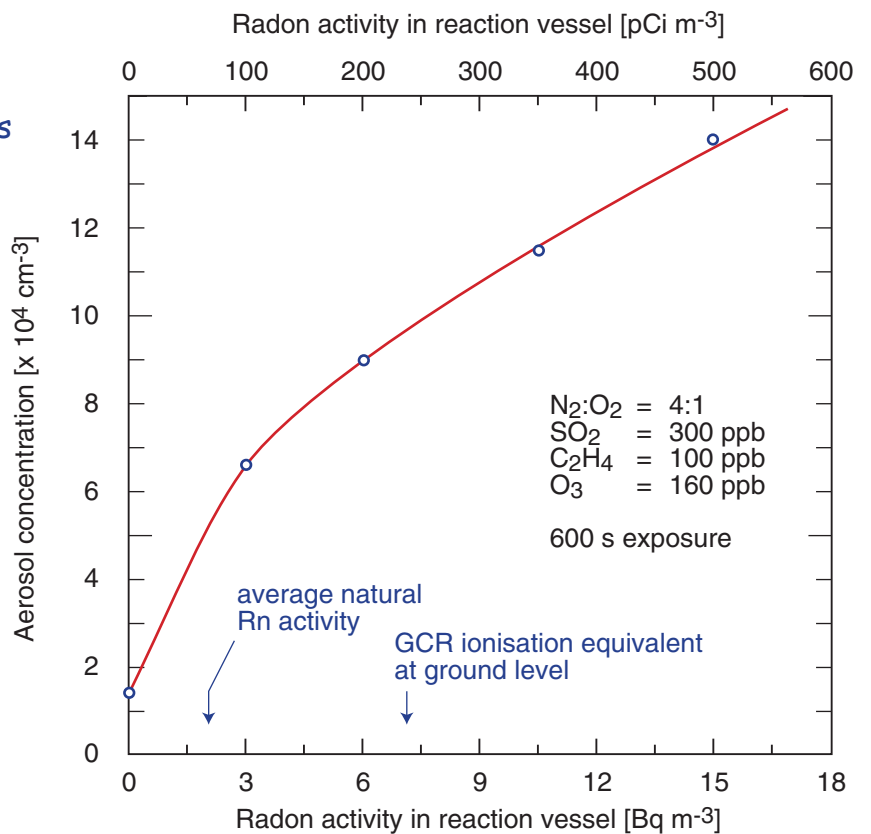 Radon activity in reaction vessel [pCi m-3]
0 100 200 300 400 500 600
s
14
12
10
8
6
4
2
0
Aerosol concentration [x 104 cm-3]
N2:O2 = 4:1
SO2 = 300 ppb
C2H4 = 100 ppb
O3 = 160 ppb
600 s exposure
average natural
Rn activity
GCR ionisation equivalent
at ground level
0 3 6 9 12 15 18
Radon activity in reaction vessel [Bq m-3]